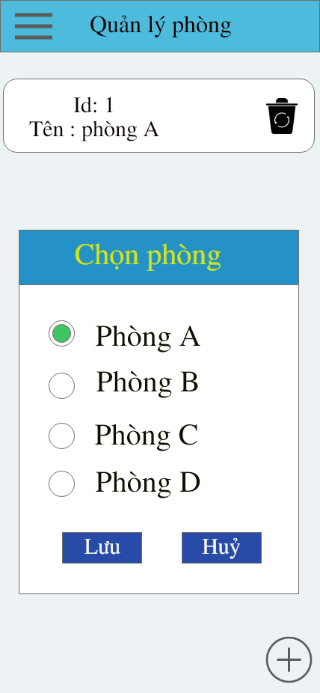 Quản lý phòng
Id: 1
Tên : phòng A
Chọn phòng
Phòng A
Phòng B
Phòng C
Phòng D
Lưu
Huỷ